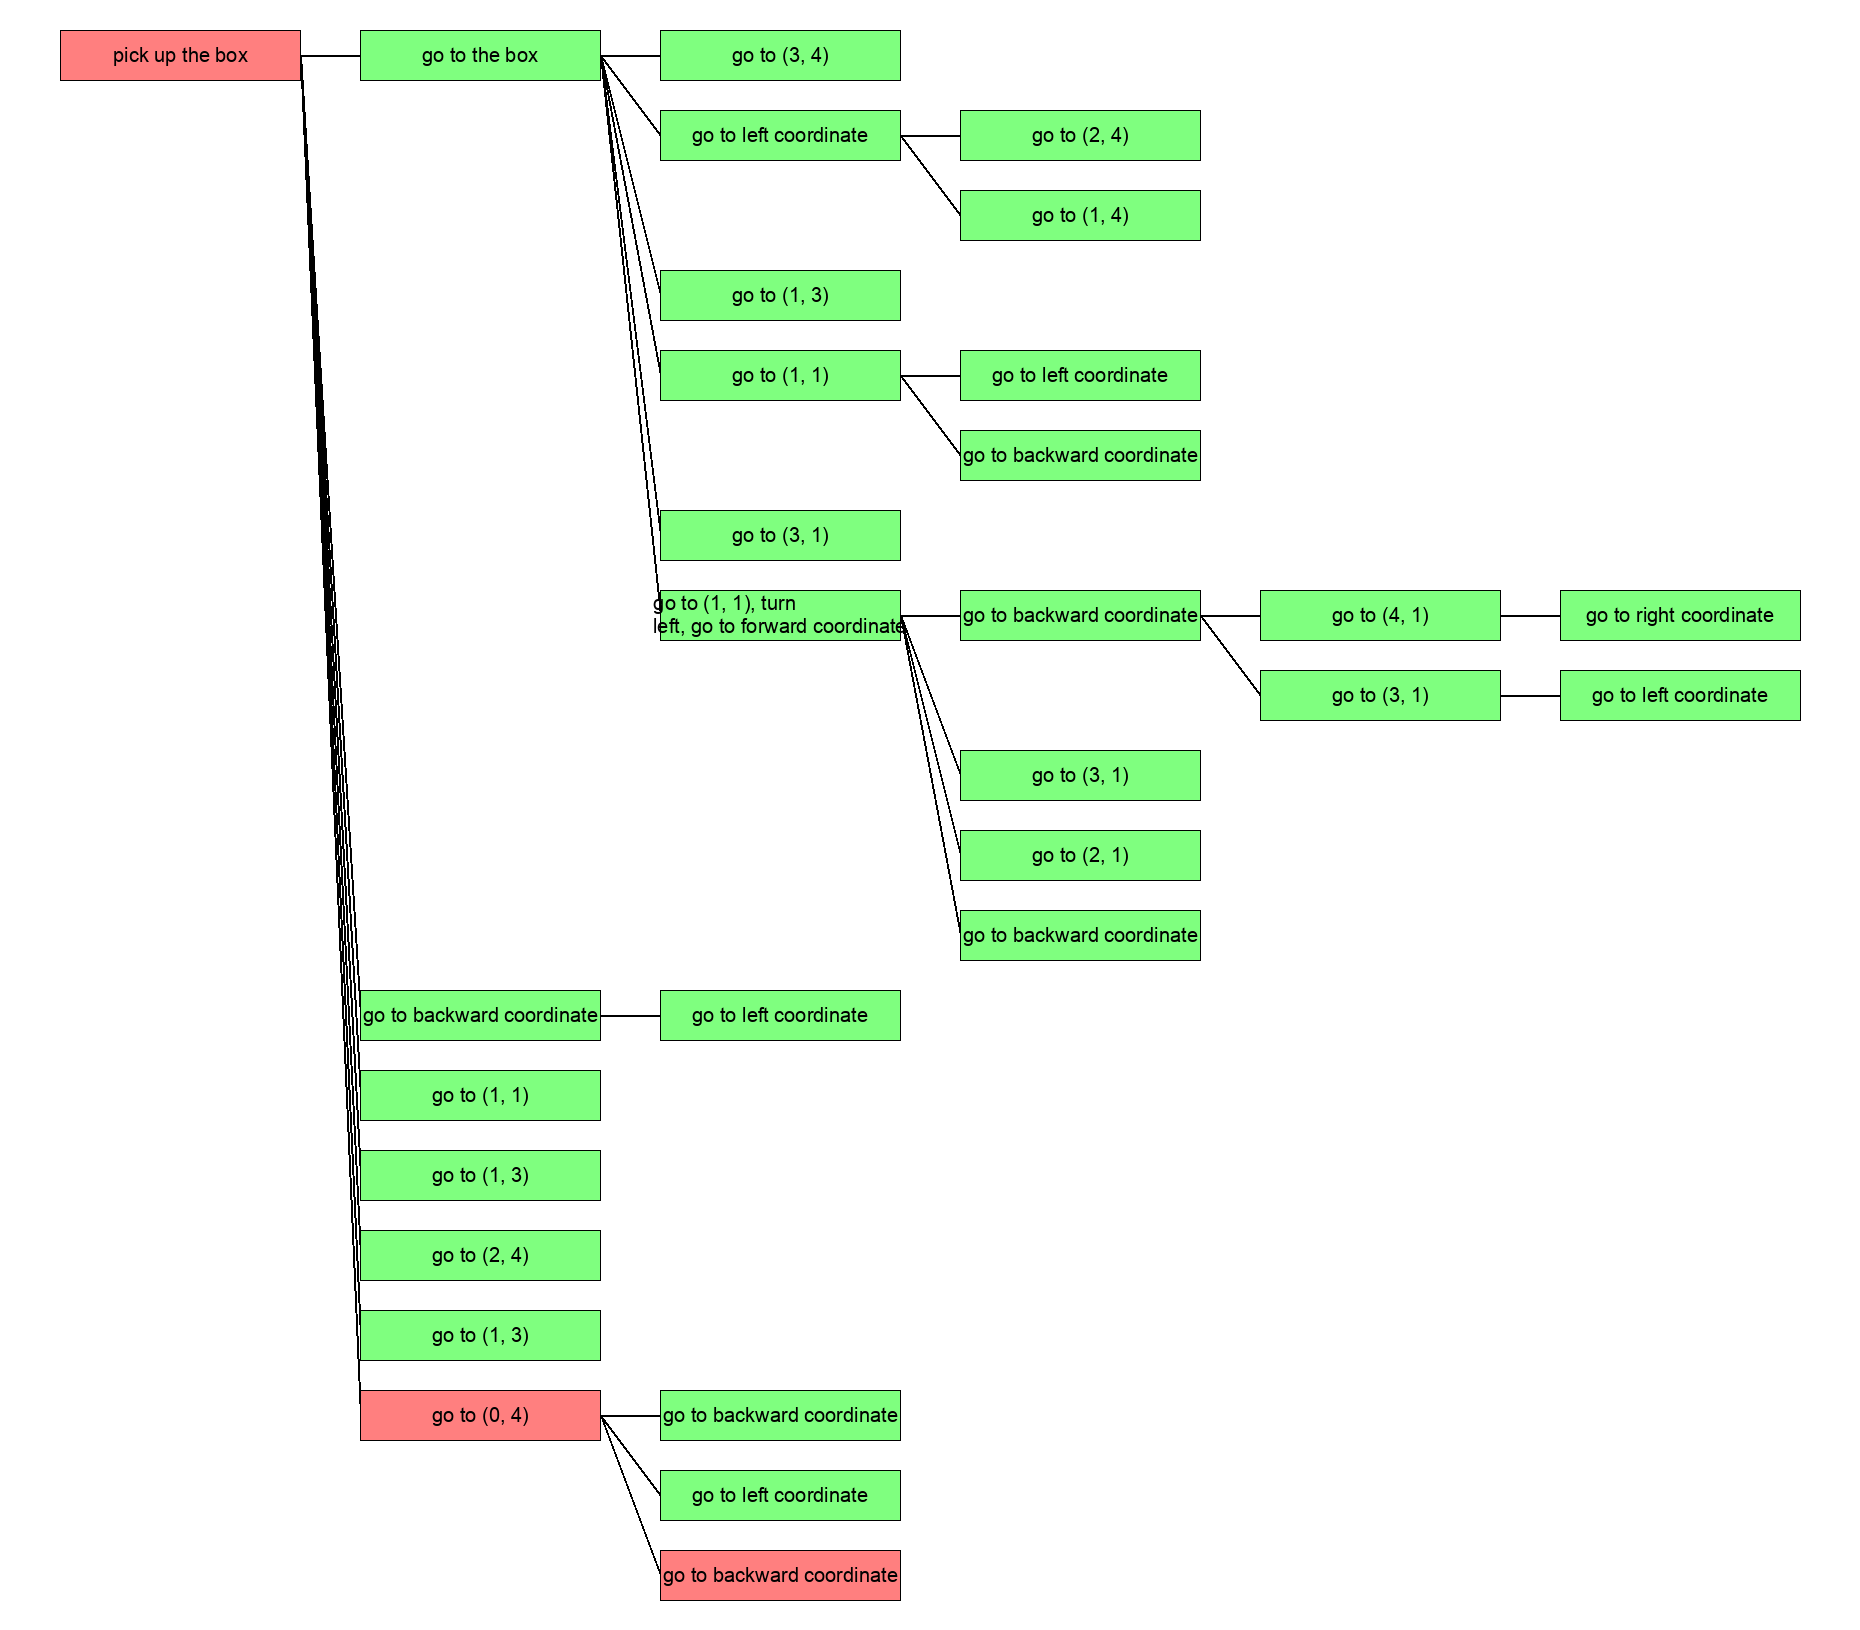 pick up the box
go to the box
go to (3, 4)
go to left coordinate
go to (2, 4)
go to (1, 4)
go to (1, 3)
go to (1, 1)
go to left coordinate
go to backward coordinate
go to (3, 1)
go to (1, 1), turn
left, go to forward coordinate
go to backward coordinate
go to (4, 1)
go to right coordinate
go to (3, 1)
go to left coordinate
go to (3, 1)
go to (2, 1)
go to backward coordinate
go to backward coordinate
go to left coordinate
go to (1, 1)
go to (1, 3)
go to (2, 4)
go to (1, 3)
go to (0, 4)
go to backward coordinate
go to left coordinate
go to backward coordinate